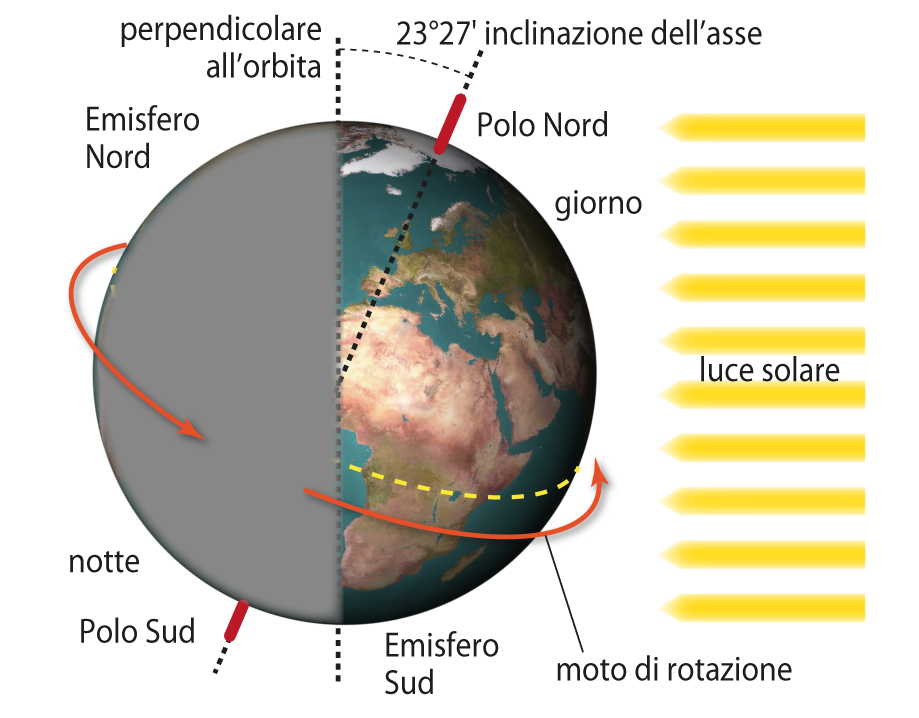 perpendicolare
all’orbita
23°27' inclinazione dell’asse
Emisfero
Nord
Polo Nord
giorno
luce solare
notte
Polo Sud
Emisfero
Sud
moto di rotazione